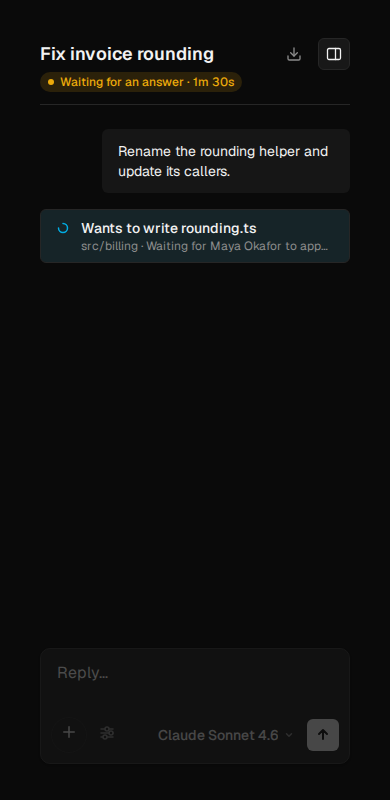 Fix invoice rounding
Waiting for an answer · 1m 30s
Rename the rounding helper and
update its callers.
Wants to write rounding.ts
src/billing · Waiting for Maya Okafor to app…
Reply…
Claude Sonnet 4.6